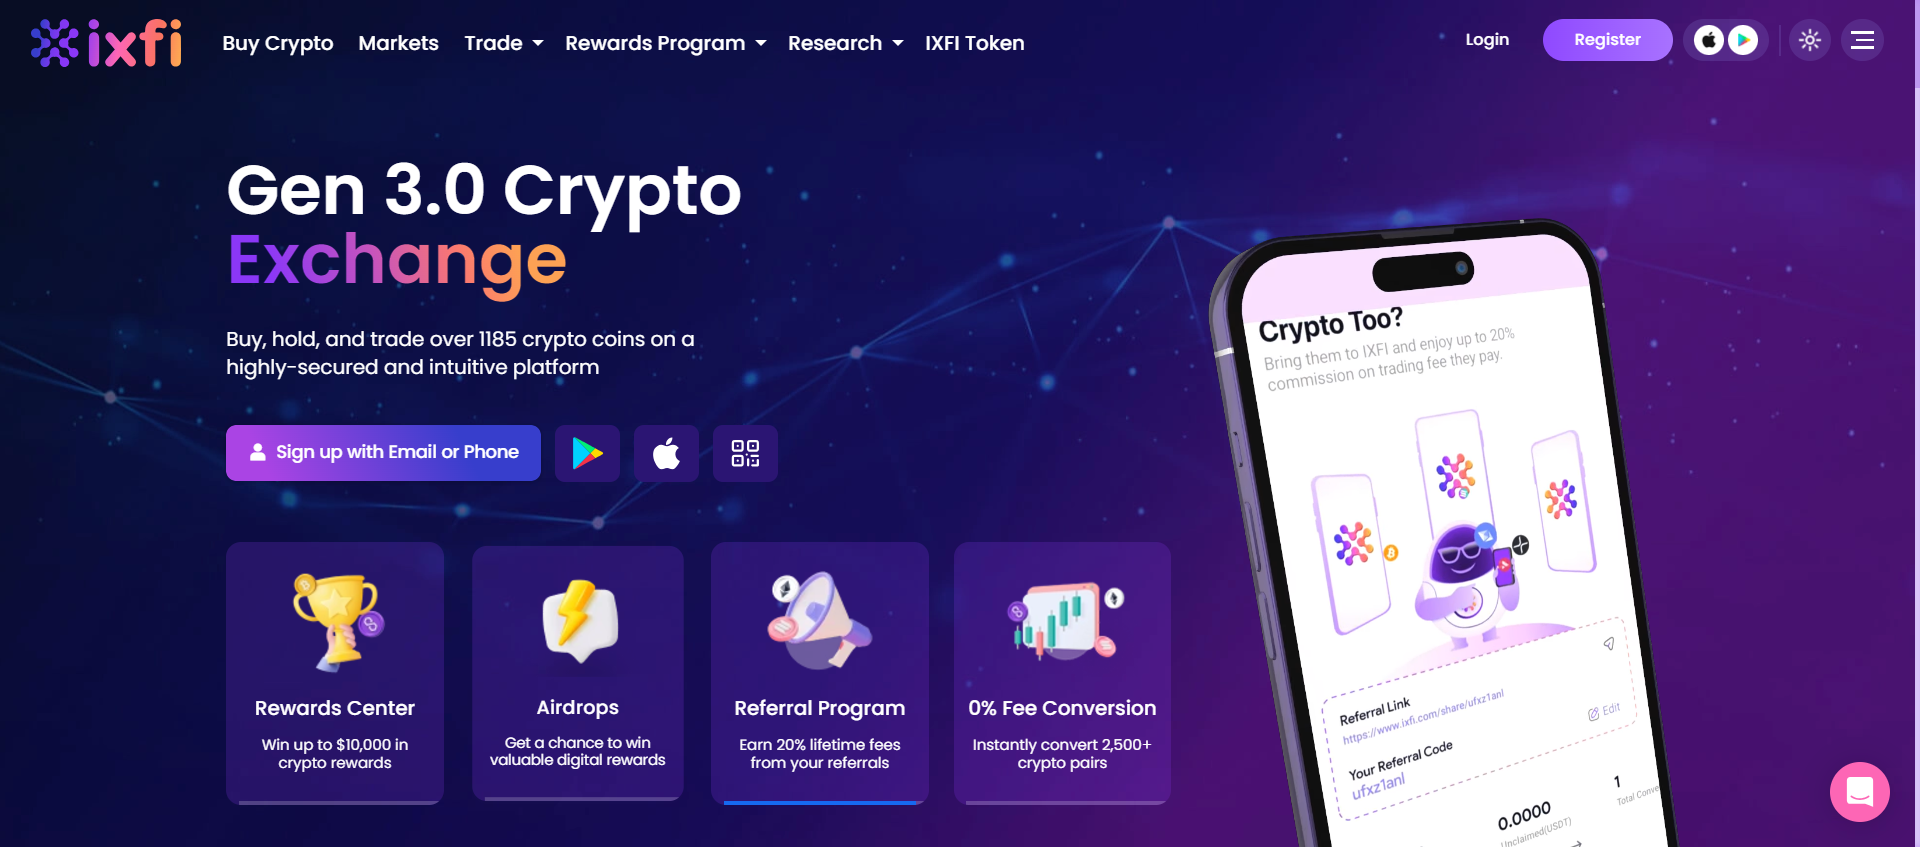 ixfi
Buy Crypto
Markets
Trade
Rewards Program
Research
IXFI Token
Login
Register
Gen 3.0 Crypto
Exchange
Buy, hold, and trade over 1185 crypto coins on a
highly-secured and intuitive platform
Sign up with Email or Phone
Rewards Center
Win up to $10,000 in
crypto rewards
Airdrops
Get a chance to win
valuable digital rewards
Referral Program
Earn 20% lifetime fees
from your referrals
0% Fee Conversion
Instantly convert 2,500+
crypto pairs
Crypto Too?
Bring them to IXFI and enjoy up to 20%
commission on trading fee they pay.
Referral Link
https://www.ixfi.com/share/ufxz1anl
Edit
Your Referral Code
ufxz1anl
0.0000
Unclaimed(USDT)
1
Total Conve